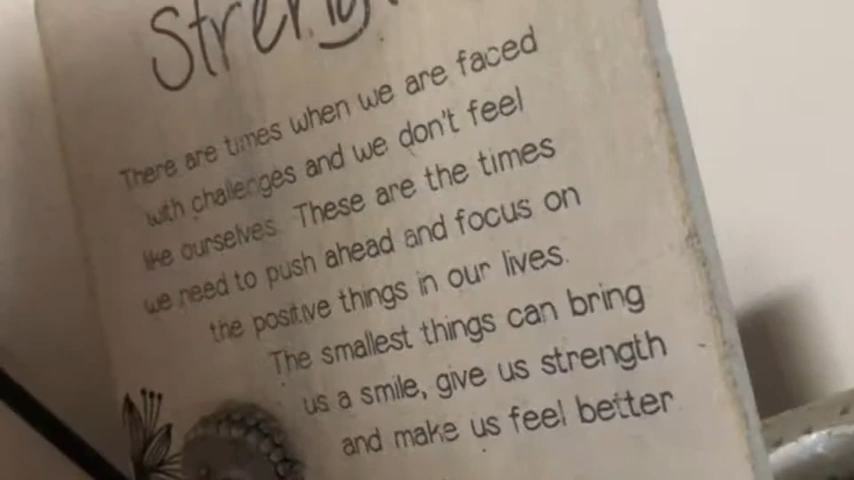 Strength
There are times when we are faced
with challenges and we don't feel
like ourselves. These are the times
we need to push ahead and focus on
the positive things in our lives.
The smallest things can bring
us a smile, give us strength
and make us feel better